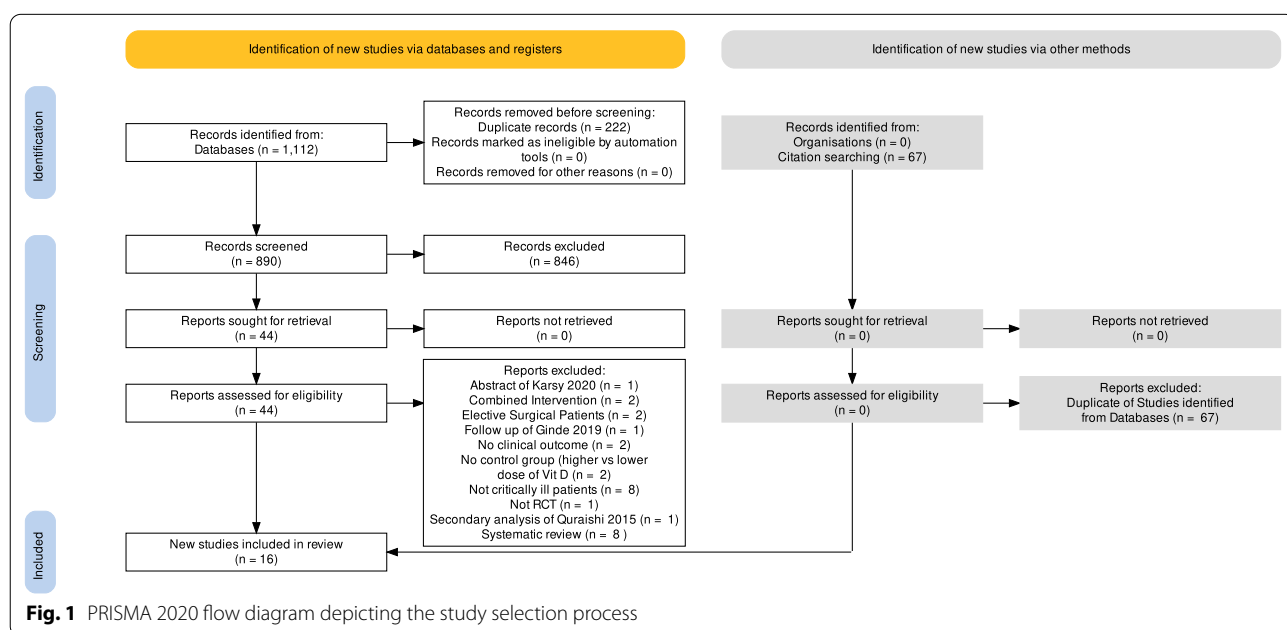 Identification of new studies via databases and registers
Identification of new studies via other methods
Identification
Records identified from:
Databases (n = 1,112)
Records removed before screening:
Duplicate records (n = 222)
Records marked as ineligible by automation
tools (n = 0)
Records removed for other reasons (n = 0)
Records identified from:
Organisations (n = 0)
Citation searching (n = 67)
Screening
Records screened
(n = 890)
Records excluded
(n = 846)
Reports sought for retrieval
(n = 44)
Reports not retrieved
(n = 0)
Reports sought for retrieval
(n = 0)
Reports not retrieved
(n = 0)
Reports assessed for eligibility
(n = 44)
Reports excluded:
Abstract of Karsy 2020 (n = 1)
Combined Intervention (n = 2)
Elective Surgical Patients (n = 2)
Follow up of Ginde 2019 (n = 1)
No clinical outcome (n = 2)
No control group (higher vs lower
dose of Vit D (n = 2)
Not critically ill patients (n = 8)
Not RCT (n = 1)
Secondary analysis of Quraishi 2015 (n = 1)
Systematic review (n = 8 )
Reports assessed for eligibility
(n = 0)
Reports excluded:
Duplicate of Studies identified
from Databases (n = 67)
Included
New studies included in review
(n = 16)
Fig. 1 PRISMA 2020 flow diagram depicting the study selection process